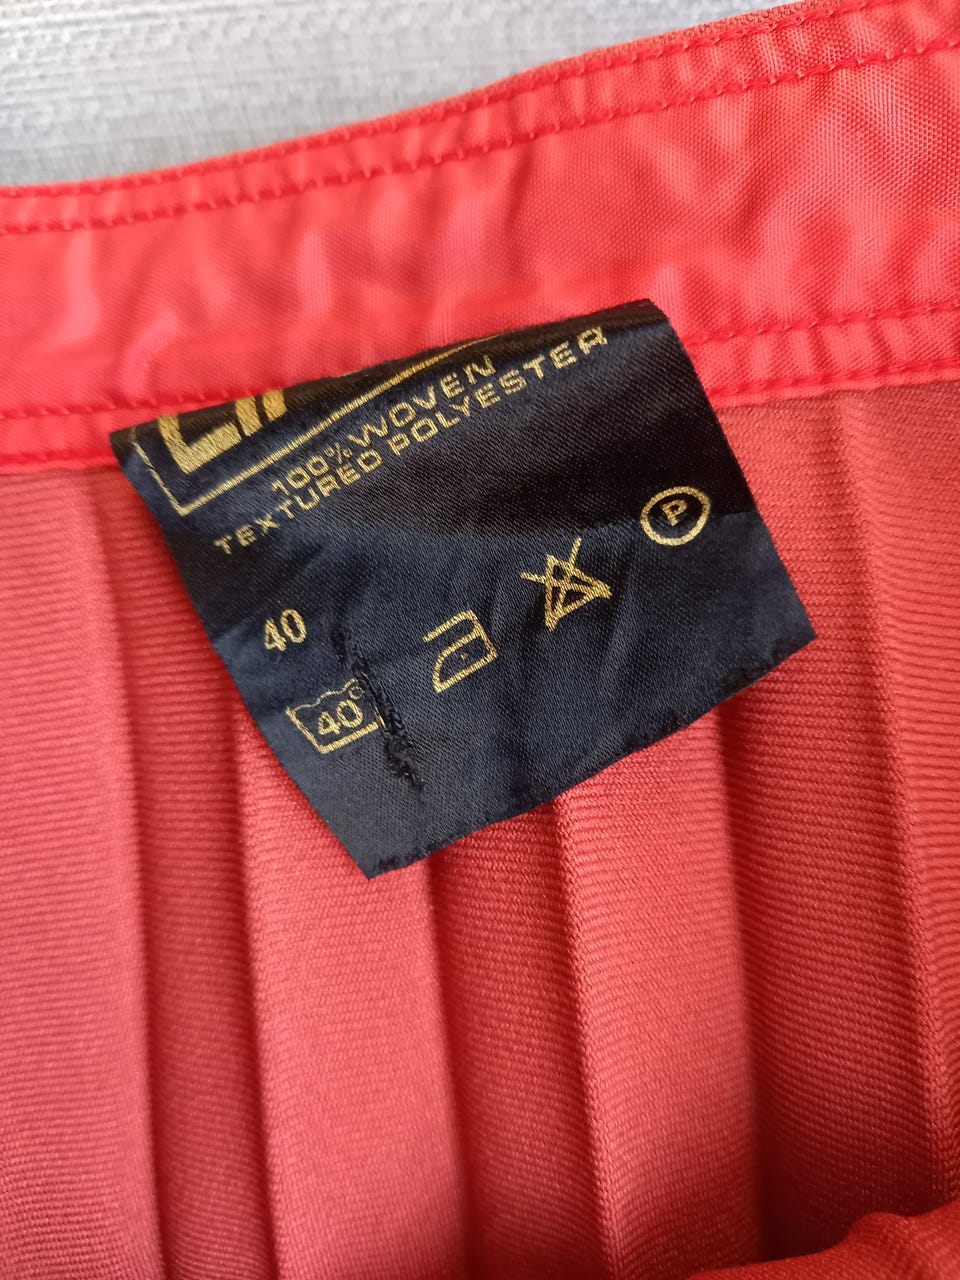 100% WOVEN
TEXTURED POLYESTER
40
40°
P